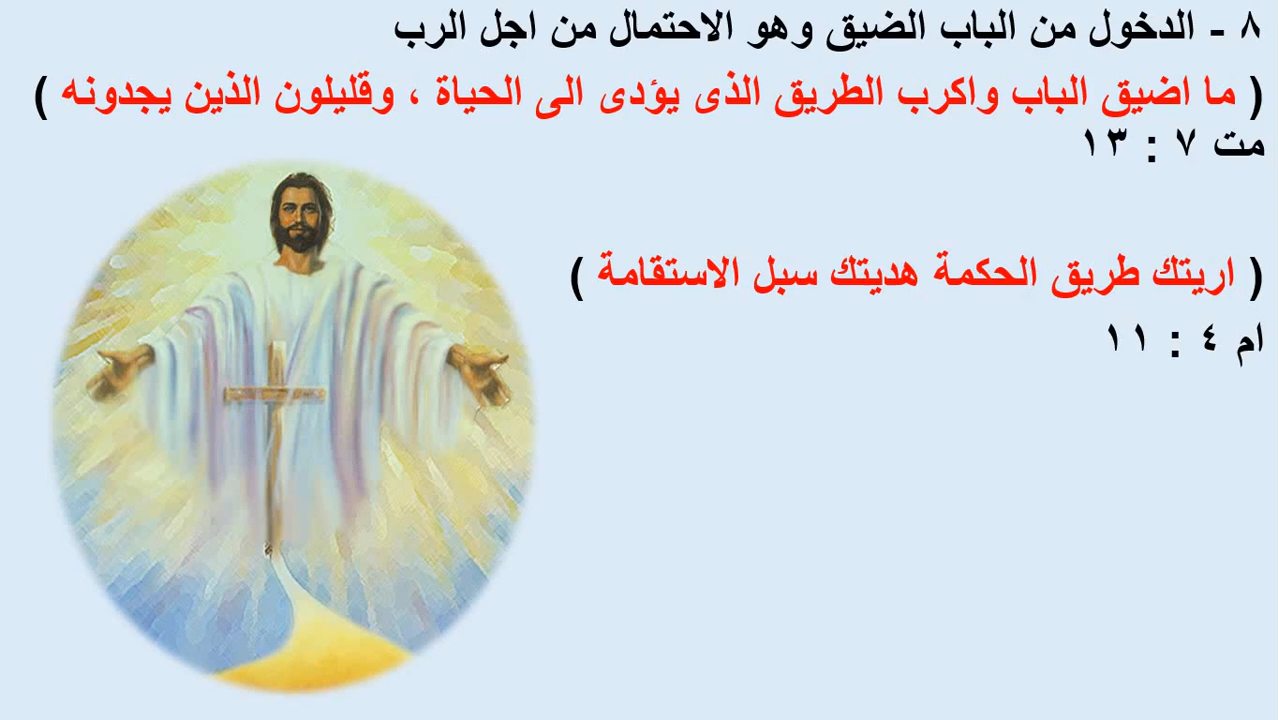 ٨ - الدخول من الباب الضيق وهو الاحتمال من اجل الرب
( ما اضيق الباب واكرب الطريق الذى يؤدى الى الحياة ، وقليلون الذين يجدونه )
مت ٧ : ١٣
( اريتك طريق الحكمة هديتك سبل الاستقامة )
ام ٤ : ١١